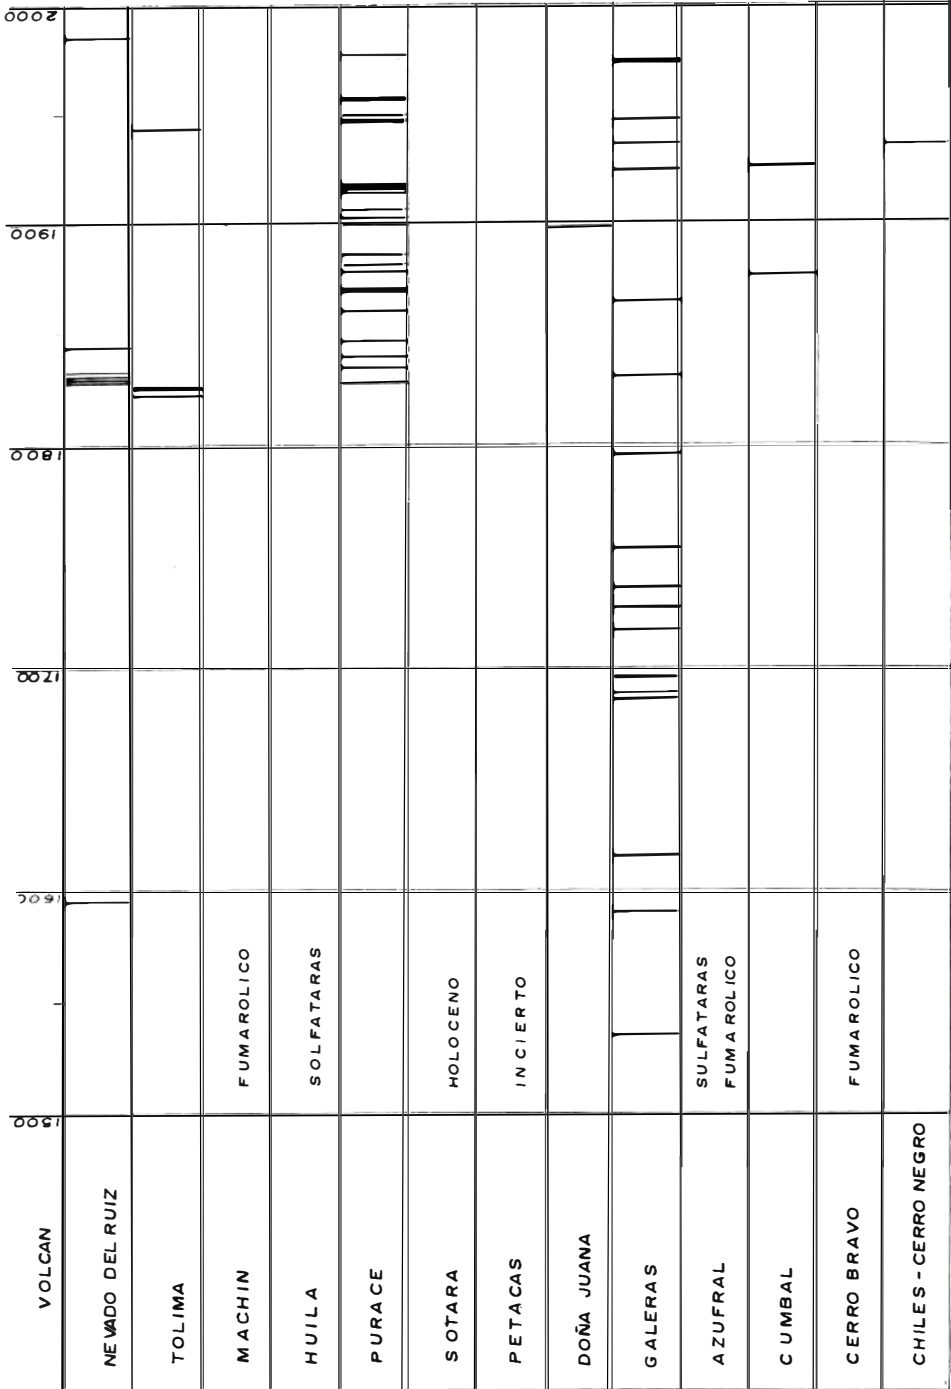 VOLCAN
1500
1600
1700
1800
1900
2000
NEVADO DEL RUIZ
TOLIMA
MACHIN
FUMAROLICO
HUILA
SOLFATARAS
PURACE
SOTARA
HOLOCENO
PETACAS
INCIERTO
DOÑA JUANA
GALERAS
AZUFRAL
SULFATARAS
FUMAROLICO
CUMBAL
CERRO BRAVO
FUMAROLICO
CHILES - CERRO NEGRO